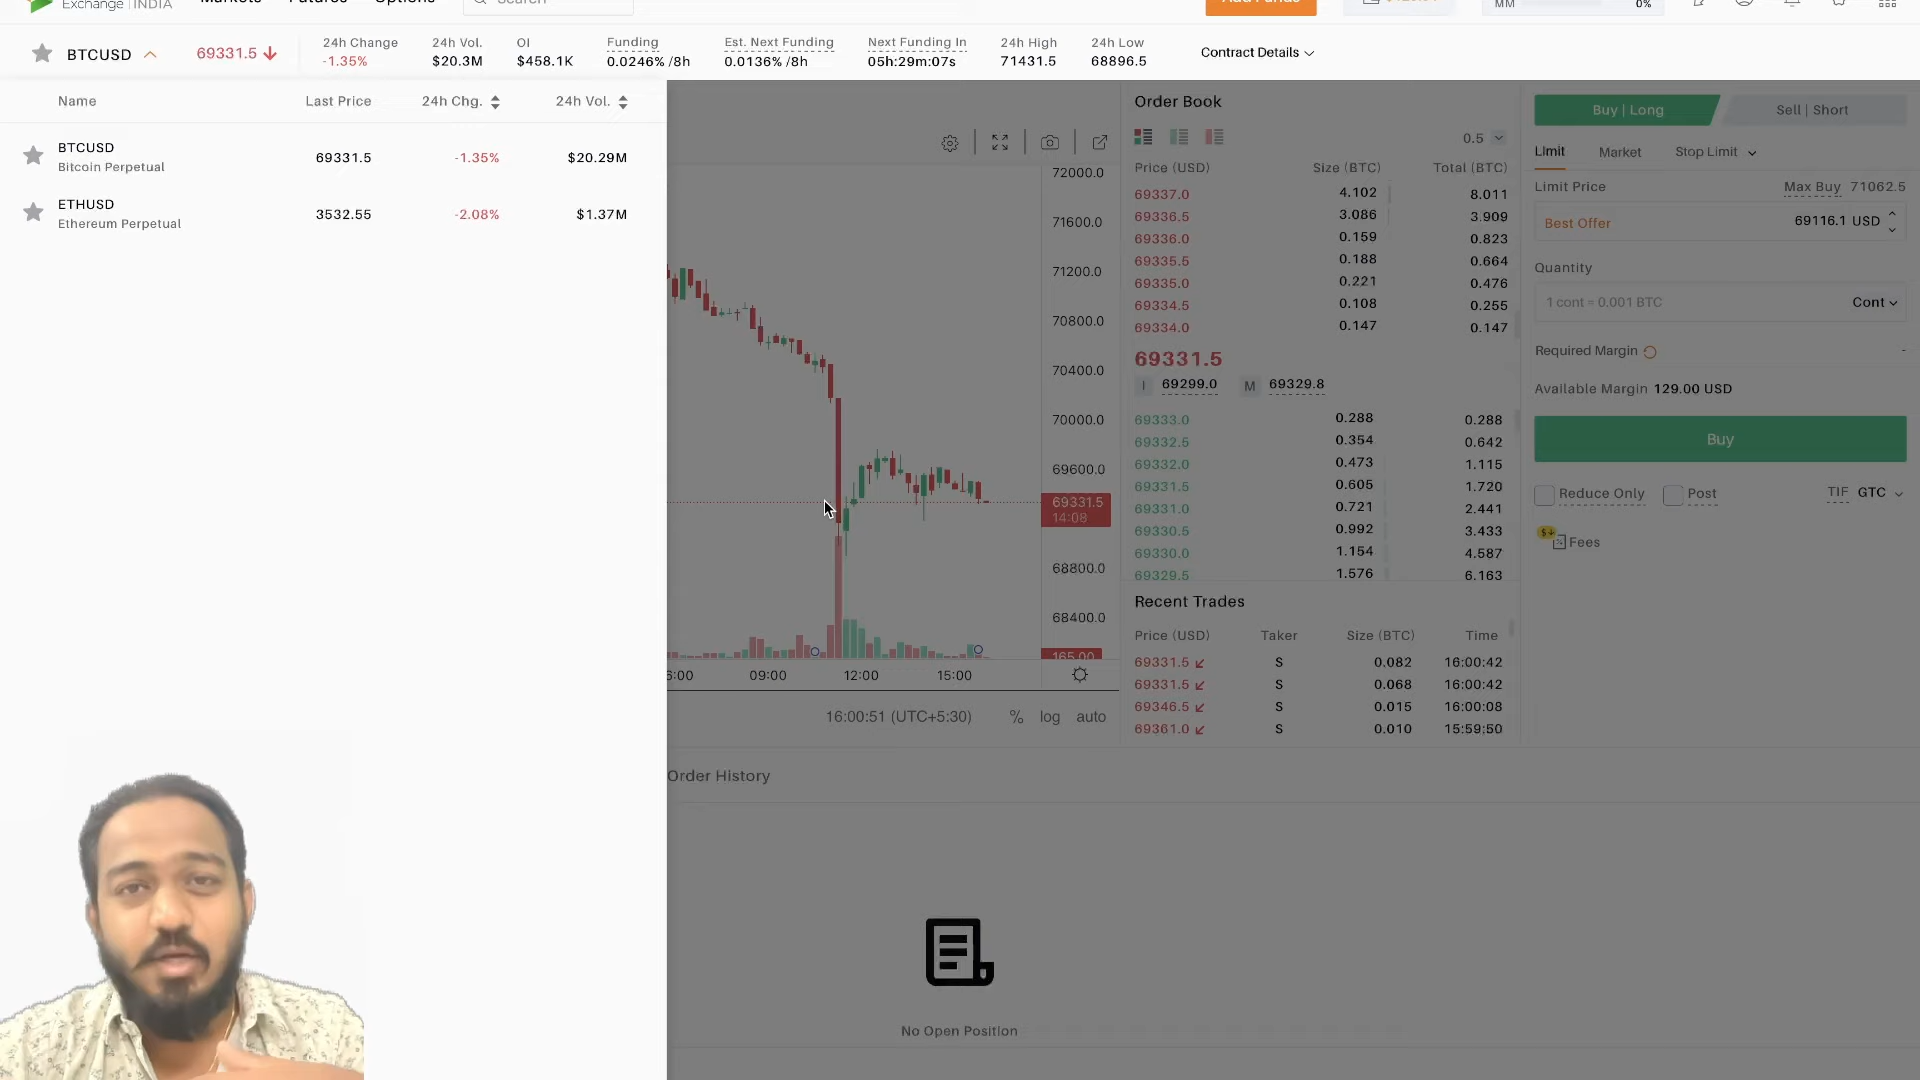 Exchange | INDIA
Markets Futures Options Search
Add Funds
MM 0%
BTCUSD 69331.5
24h Change -1.35%
24h Vol. $20.3M
OI $458.1K
Funding 0.0246% /8h
Est. Next Funding 0.0136% /8h
Next Funding In 05h:29m:07s
24h High 71431.5
24h Low 68896.5
Contract Details
Name Last Price 24h Chg. 24h Vol.
BTCUSD 69331.5 -1.35% $20.29M
Bitcoin Perpetual
ETHUSD 3532.55 -2.08% $1.37M
Ethereum Perpetual
72000.0
71600.0
71200.0
70800.0
70400.0
70000.0
69600.0
69331.5
14:08
68800.0
68400.0
165.00
09:00 12:00 15:00
16:00:51 (UTC+5:30) % log auto
Order Book
0.5
Price (USD) Size (BTC) Total (BTC)
69337.0 4.102 8.011
69336.5 3.086 3.909
69336.0 0.159 0.823
69335.5 0.188 0.664
69335.0 0.221 0.476
69334.5 0.108 0.255
69334.0 0.147 0.147
69331.5
I 69299.0 M 69329.8
69333.0 0.288 0.288
69332.5 0.354 0.642
69332.0 0.473 1.115
69331.5 0.605 1.720
69331.0 0.721 2.441
69330.5 0.992 3.433
69330.0 1.154 4.587
69329.5 1.576 6.163
Recent Trades
Price (USD) Taker Size (BTC) Time
69331.5 S 0.082 16:00:42
69331.5 S 0.068 16:00:42
69346.5 S 0.015 16:00:08
69361.0 S 0.010 15:59:50
Buy | Long Sell | Short
Limit Market Stop Limit
Limit Price Max Buy 71062.5
Best Offer 69116.1 USD
Quantity
1 cont = 0.001 BTC Cont
Required Margin -
Available Margin 129.00 USD
Buy
Reduce Only Post TIF GTC
Fees
Order History
No Open Position